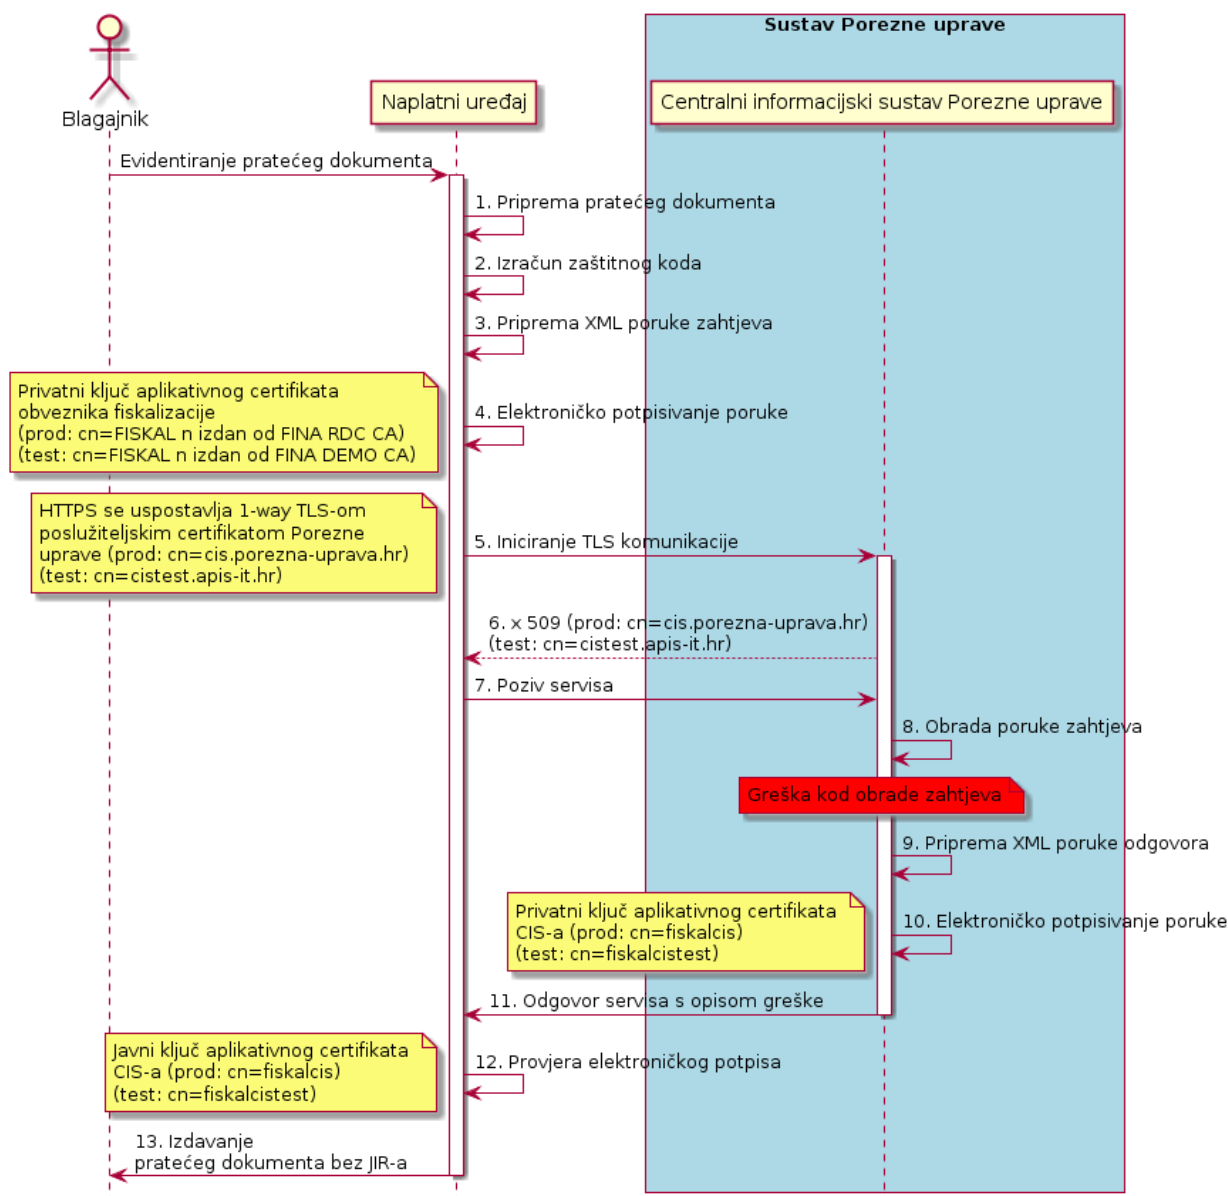 Sustav Porezne uprave
Blagajnik
Naplatni uređaj
Centralni informacijski sustav Porezne uprave
Evidentiranje pratećeg dokumenta
1. Priprema pratećeg dokumenta
2. Izračun zaštitnog koda
3. Priprema XML poruke zahtjeva
Privatni ključ aplikativnog certifikata
obveznika fiskalizacije
(prod: cn=FISKAL n izdan od FINA RDC CA)
(test: cn=FISKAL n izdan od FINA DEMO CA)
4. Elektroničko potpisivanje poruke
HTTPS se uspostavlja 1-way TLS-om
poslužiteljskim certifikatom Porezne
uprave (prod: cn=cis.porezna-uprava.hr)
(test: cn=cistest.apis-it.hr)
5. Iniciranje TLS komunikacije
6. x 509 (prod: cn=cis.porezna-uprava.hr)
(test: cn=cistest.apis-it.hr)
7. Poziv servisa
8. Obrada poruke zahtjeva
Greška kod obrade zahtjeva
9. Priprema XML poruke odgovora
Privatni ključ aplikativnog certifikata
CIS-a (prod: cn=fiskalcis)
(test: cn=fiskalcistest)
10. Elektroničko potpisivanje poruke
11. Odgovor servisa s opisom greške
Javni ključ aplikativnog certifikata
CIS-a (prod: cn=fiskalcis)
(test: cn=fiskalcistest)
12. Provjera elektroničkog potpisa
13. Izdavanje
pratećeg dokumenta bez JIR-a